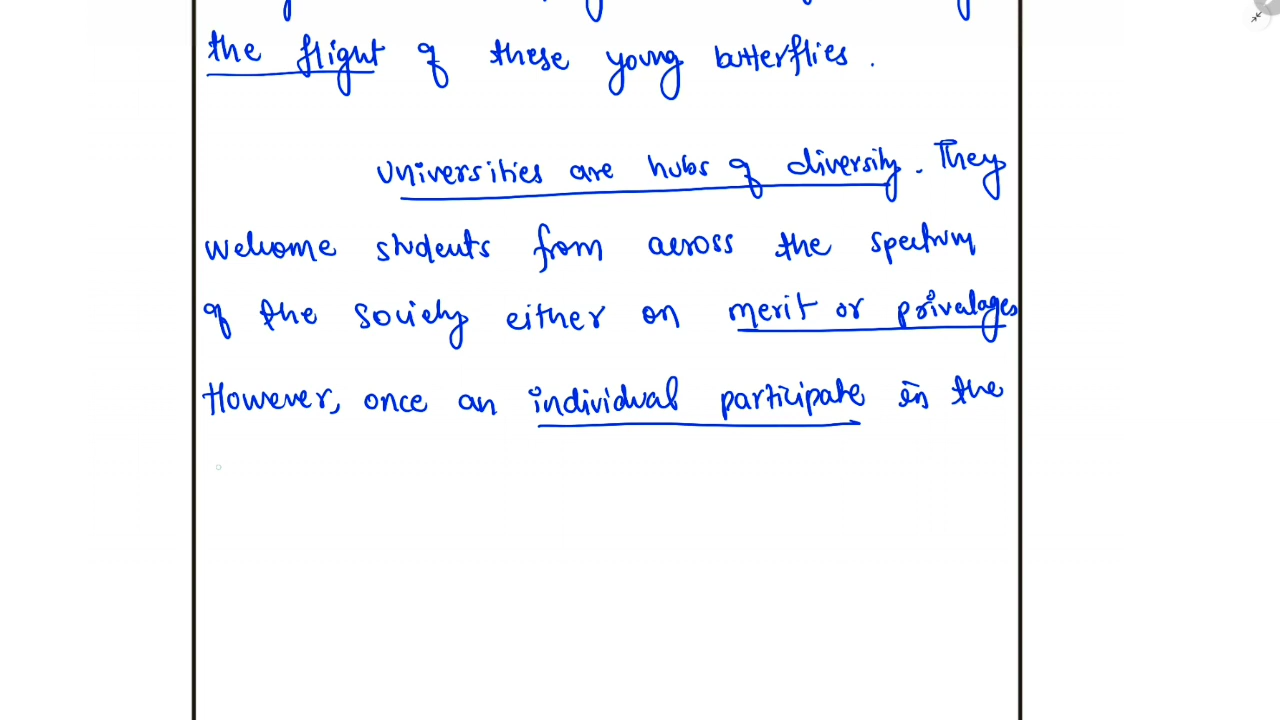 the flight of these young butterflies.
Universities are hubs of diversity. They
welcome students from across the spectrum
of the society either on merit or privalages
However, once an individual participate in the